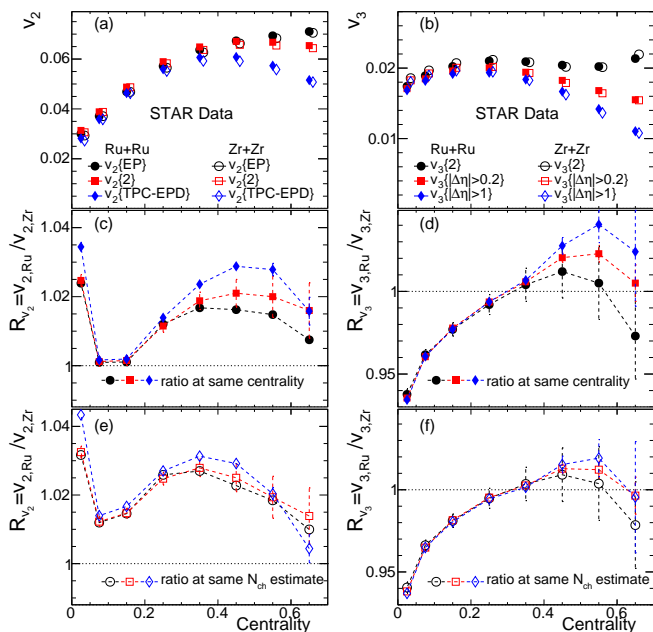 v2
(a)
0.06
0.04
0.02
STAR Data
Ru+Ru Zr+Zr
v2{EP} v2{EP}
v2{2} v2{2}
v2{TPC-EPD} v2{TPC-EPD}
v3
(b)
0.03
0.02
0.01
STAR Data
Ru+Ru Zr+Zr
v3{2} v3{2}
v3{|Δη|>0.2} v3{|Δη|>0.2}
v3{|Δη|>1} v3{|Δη|>1}
Rv2=v2,Ru/v2,Zr
(c)
1.04
1.02
1
ratio at same centrality
Rv3=v3,Ru/v3,Zr
(d)
1
0.95
ratio at same centrality
Rv2=v2,Ru/v2,Zr
(e)
1.04
1.02
1
ratio at same Nch estimate
0 0.2 0.4 0.6
Centrality
Rv3=v3,Ru/v3,Zr
(f)
1
0.95
ratio at same Nch estimate
0 0.2 0.4 0.6
Centrality